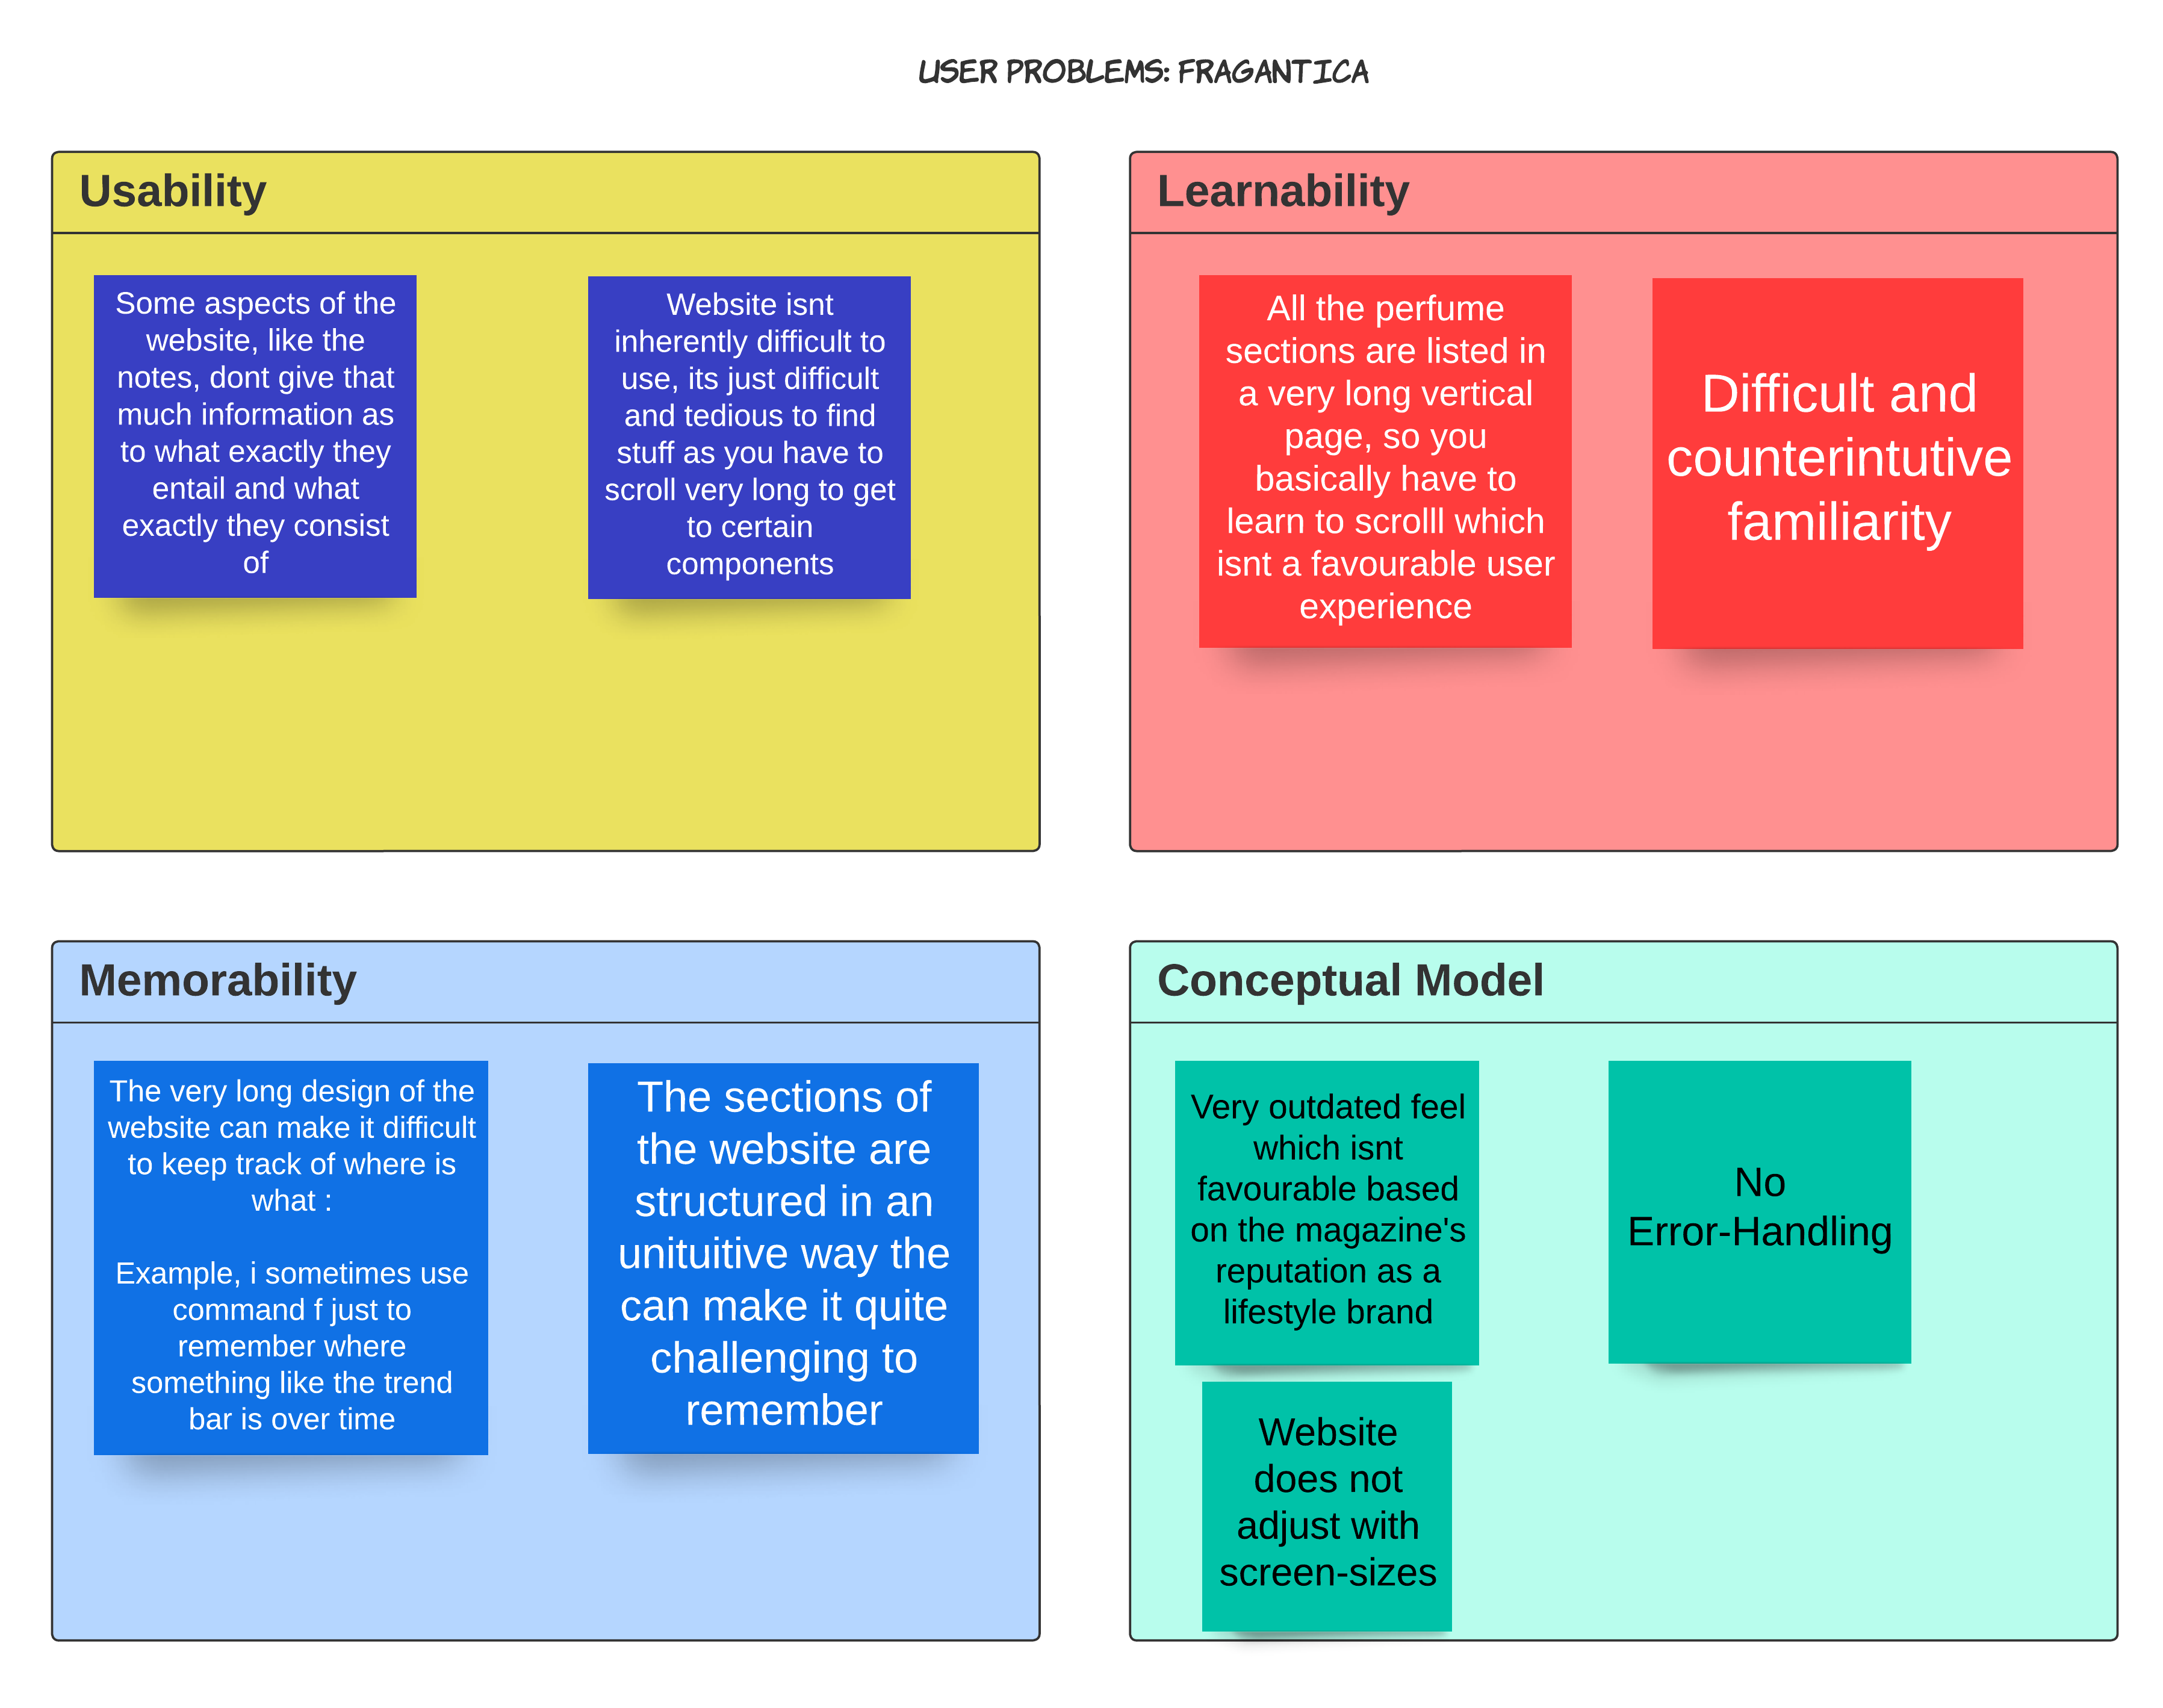 USER PROBLEMS: FRAGANTICA
Usability
Some aspects of the
website, like the
notes, dont give that
much information as
to what exactly they
entail and what
exactly they consist
of
Website isnt
inherently difficult to
use, its just difficult
and tedious to find
stuff as you have to
scroll very long to get
to certain
components
Learnability
All the perfume
sections are listed in
a very long vertical
page, so you
basically have to
learn to scrolll which
isnt a favourable user
experience
Difficult and
counterintutive
familiarity
Memorability
The very long design of the
website can make it difficult
to keep track of where is
what :
Example, i sometimes use
command f just to
remember where
something like the trend
bar is over time
The sections of
the website are
structured in an
unituitive way the
can make it quite
challenging to
remember
Conceptual Model
Very outdated feel
which isnt
favourable based
on the magazine's
reputation as a
lifestyle brand
No
Error-Handling
Website
does not
adjust with
screen-sizes